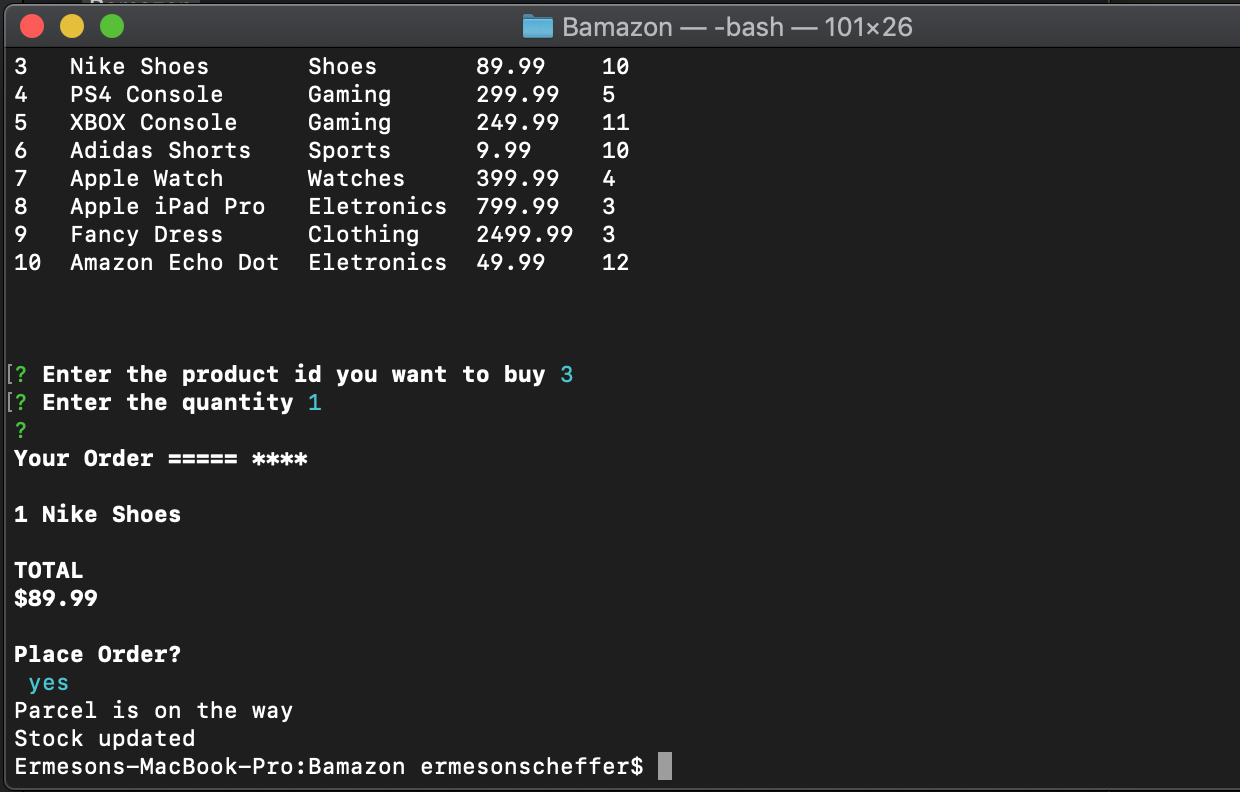 Bamazon — -bash — 101×26
3 Nike Shoes Shoes 89.99 10
4 PS4 Console Gaming 299.99 5
5 XBOX Console Gaming 249.99 11
6 Adidas Shorts Sports 9.99 10
7 Apple Watch Watches 399.99 4
8 Apple iPad Pro Eletronics 799.99 3
9 Fancy Dress Clothing 2499.99 3
10 Amazon Echo Dot Eletronics 49.99 12
[? Enter the product id you want to buy 3
[? Enter the quantity 1
?
Your Order ===== ****
1 Nike Shoes
TOTAL
$89.99
Place Order?
yes
Parcel is on the way
Stock updated
Ermesons-MacBook-Pro:Bamazon ermesonscheffer$